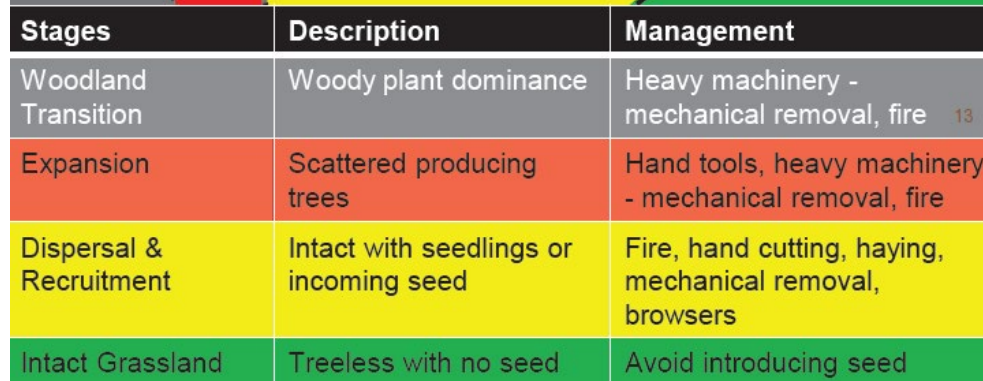 Stages Description Management
Woodland Woody plant dominance Heavy machinery -
Transition mechanical removal, fire 13
Expansion Scattered producing Hand tools, heavy machinery
trees - mechanical removal, fire
Dispersal & Intact with seedlings or Fire, hand cutting, haying,
Recruitment incoming seed mechanical removal,
browsers
Intact Grassland Treeless with no seed Avoid introducing seed